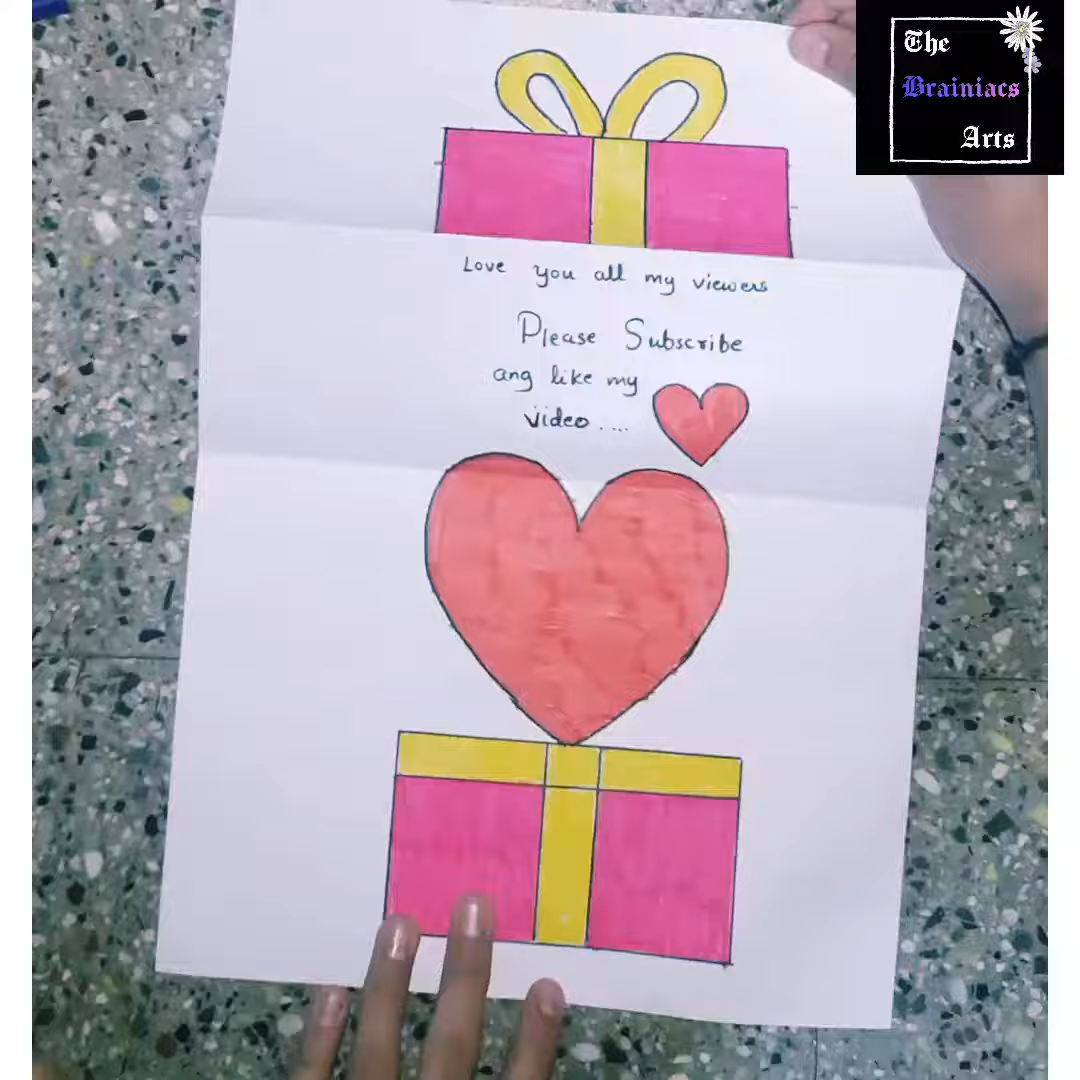 The
Brainiacs
Arts
Love you all my viewers
Please Subscribe
ang like my
video....